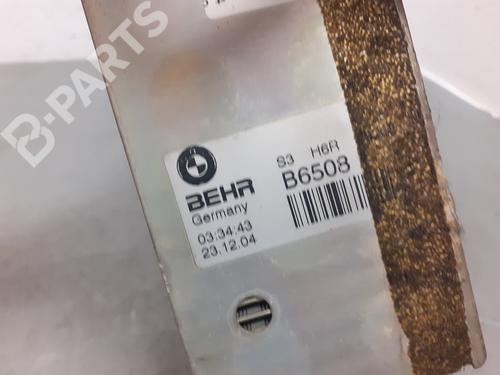 B-PARTS
S3 H6R
BEHR
B6508
Germany
03:34:43
23.12.04